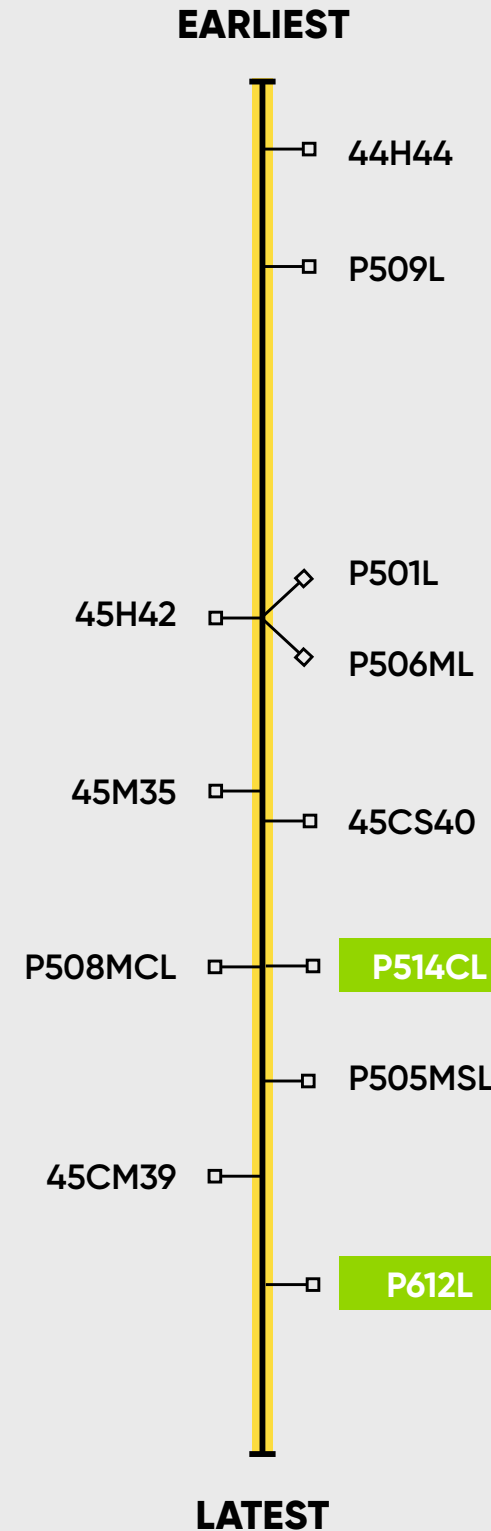 EARLIEST
44H44
P509L
P501L
45H42
P506ML
45M35
45CS40
P508MCL
P514CL
P505MSL
45CM39
P612L
LATEST